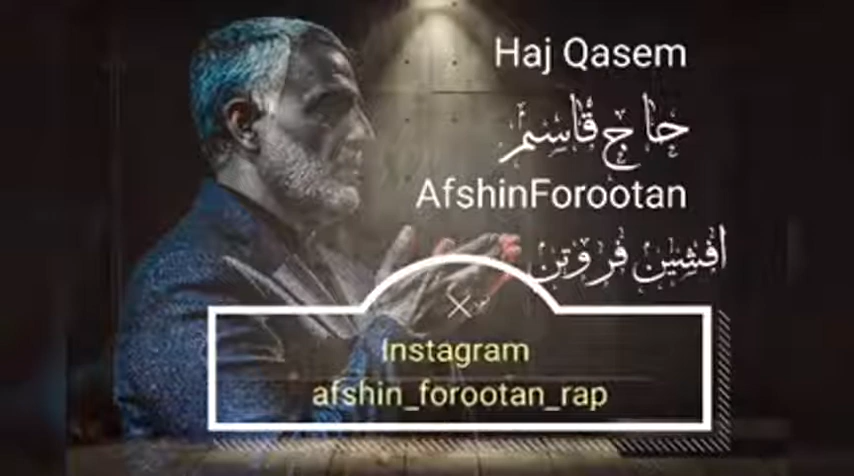 Haj Qasem
حاج قاسم
AfshinForootan
افشین فروتن
Instagram
afshin_forootan_rap